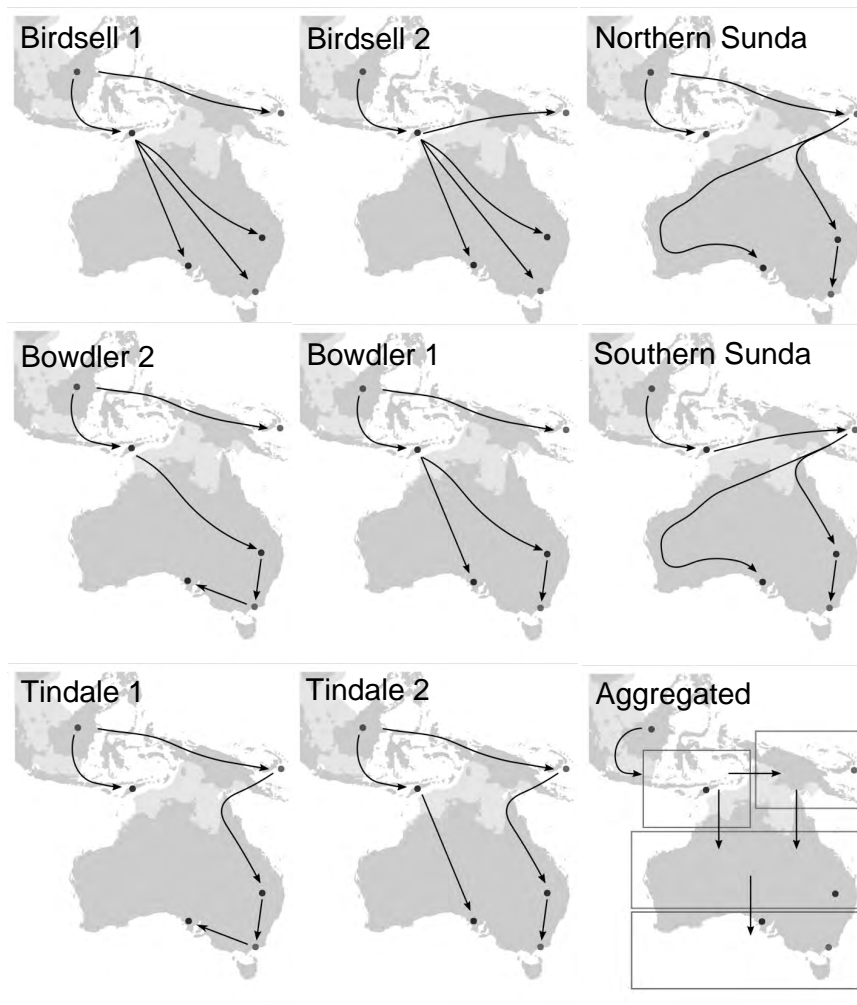 Birdsell 1
Birdsell 2
Northern Sunda
Bowdler 2
Bowdler 1
Southern Sunda
Tindale 1
Tindale 2
Aggregated